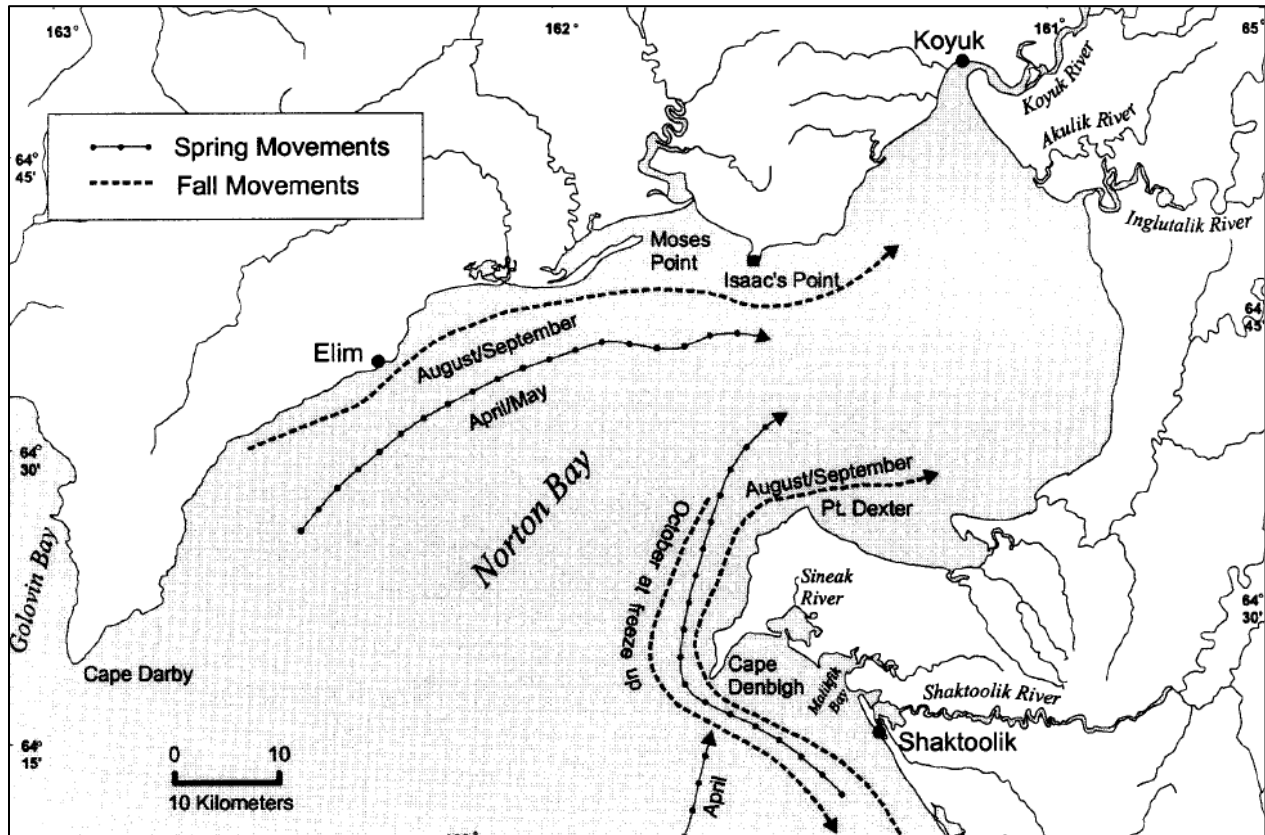 163°
162°
161°
65°
Koyuk
Koyuk River
Akulik River
Inglutalik River
Spring Movements
Fall Movements
64°
45'
Moses
Point
Isaac's Point
64°
45'
Elim
August/September
April/May
64°
30'
Norton Bay
August/September
Pt. Dexter
October at freeze up
Golovin Bay
Sineak
River
64°
30'
Cape Darby
Cape
Denbigh
Malikfik
Bay
Shaktoolik River
Shaktoolik
64°
15'
0
10
10 Kilometers
April